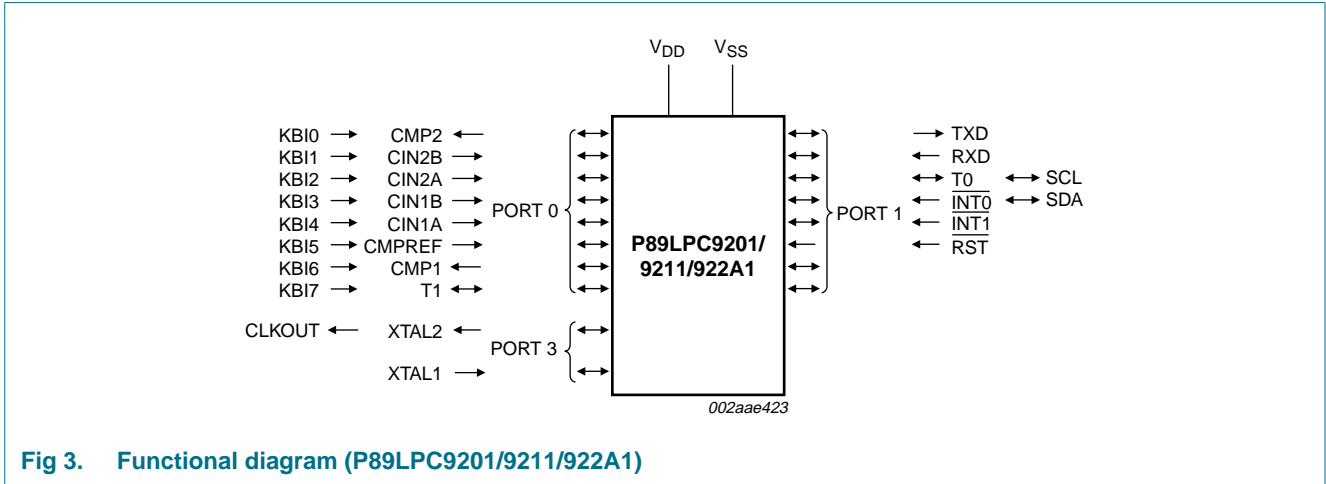 VDD VSS
KBI0 CMP2 TXD
KBI1 CIN2B RXD
KBI2 CIN2A T0 SCL
KBI3 CIN1B PORT 0 PORT 1 INT0 SDA
KBI4 CIN1A INT1
KBI5 CMPREF P89LPC9201/ RST
KBI6 CMP1 9211/922A1
KBI7 T1
CLKOUT XTAL2
PORT 3
XTAL1
002aae423
Fig 3. Functional diagram (P89LPC9201/9211/922A1)